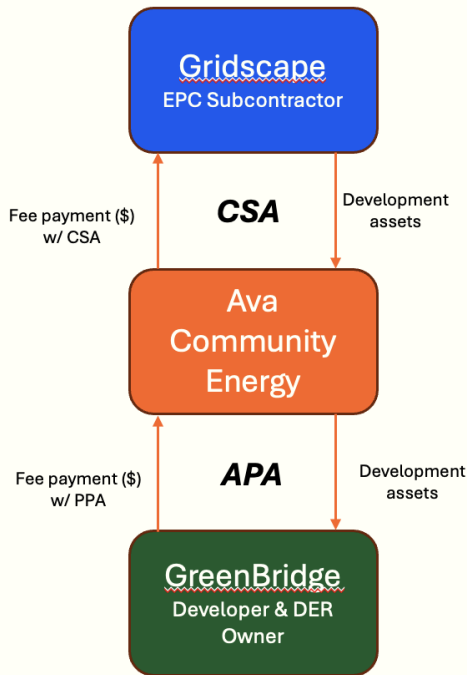 Gridscape
EPC Subcontractor
Fee payment ($)
w/ CSA
CSA
Development
assets
Ava
Community
Energy
Fee payment ($)
w/ PPA
APA
Development
assets
GreenBridge
Developer & DER
Owner